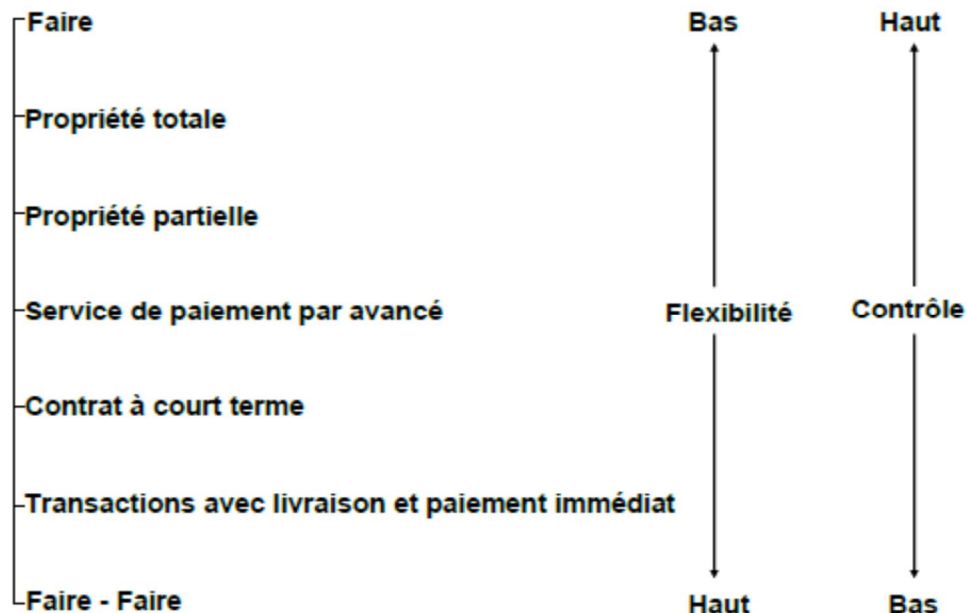 Faire Bas Haut
Propriété totale
Propriété partielle
Service de paiement par avancé Flexibilité Contrôle
Contrat à court terme
Transactions avec livraison et paiement immédiat
Faire - Faire Haut Bas